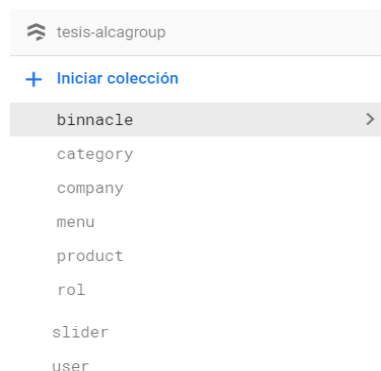 tesis-alcagroup
Iniciar colección
binnacle
category
company
menu
product
rol
slider
user